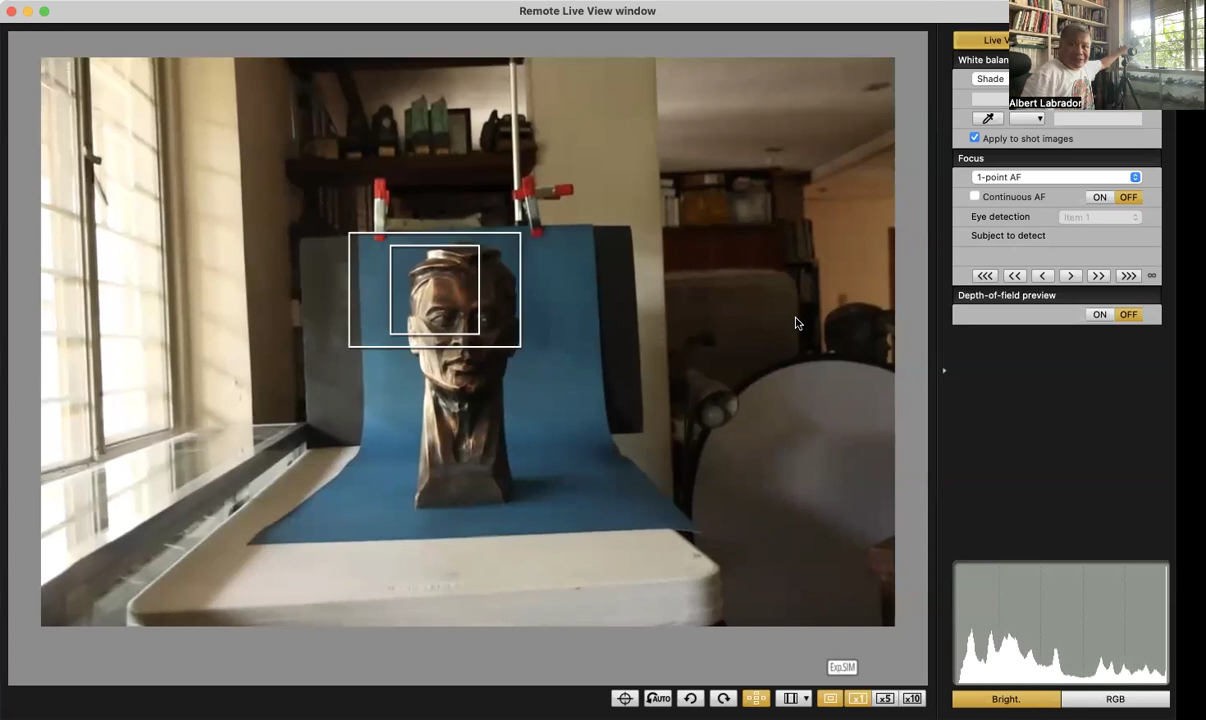 Remote Live View window
Live V
White balan
Shade
Albert Labrador
Apply to shot images
Focus
1-point AF
Continuous AF
ON
OFF
Eye detection
Item 1
Subject to detect
<<<
<<
<
>
>>
>>>
∞
Depth-of-field preview
ON
OFF
Exp.SIM
AUTO
x1
x5
x10
Bright.
RGB